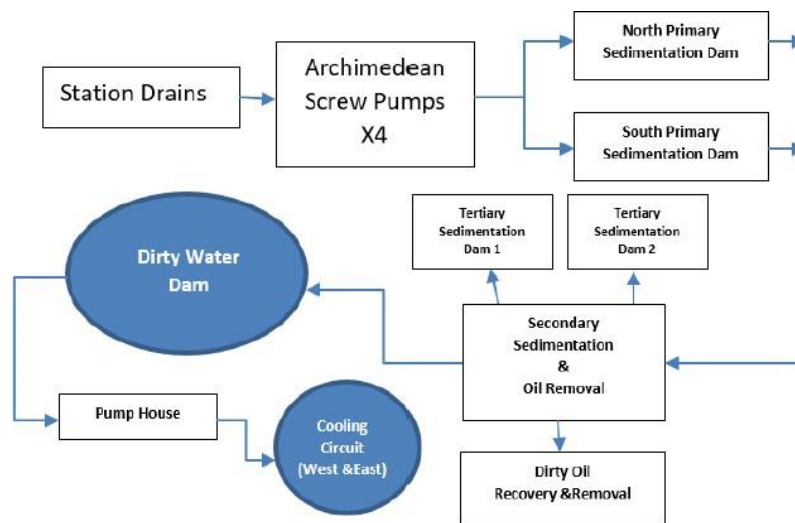 Station Drains
Archimedean
Screw Pumps
X4
North Primary
Sedimentation Dam
South Primary
Sedimentation Dam
Tertiary
Sedimentation
Dam 1
Tertiary
Sedimentation
Dam 2
Dirty Water
Dam
Secondary
Sedimentation
&
Oil Removal
Pump House
Cooling
Circuit
(West &East)
Dirty Oil
Recovery &Removal